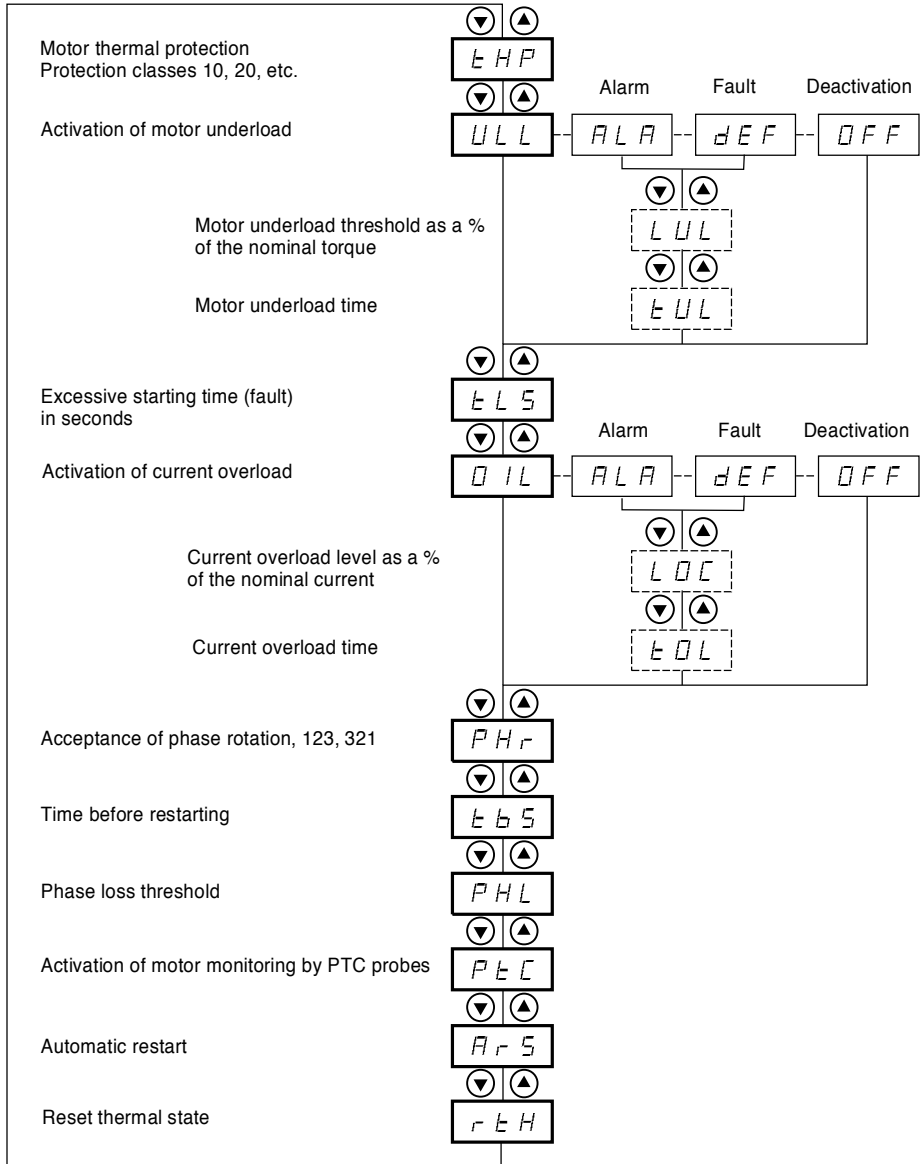 Motor thermal protection
Protection classes 10, 20, etc.
tHP
Alarm Fault Deactivation
Activation of motor underload
ULL ALA dEF OFF
Motor underload threshold as a %
of the nominal torque
LUL
Motor underload time
tUL
Excessive starting time (fault)
in seconds
tLS
Alarm Fault Deactivation
Activation of current overload
OIL ALA dEF OFF
Current overload level as a %
of the nominal current
LOC
Current overload time
tOL
Acceptance of phase rotation, 123, 321
PHr
Time before restarting
tbS
Phase loss threshold
PHL
Activation of motor monitoring by PTC probes
PtC
Automatic restart
ArS
Reset thermal state
rtH